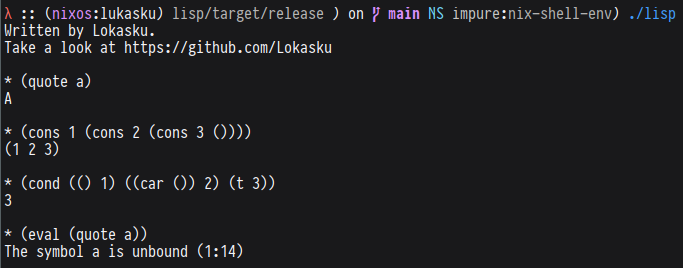 λ :: (nixos:lukasku) lisp/target/release ) on  main NS impure:nix-shell-env) ./lisp
Written by Lokasku.
Take a look at https://github.com/Lokasku
* (quote a)
A
* (cons 1 (cons 2 (cons 3 ())))
(1 2 3)
* (cond (() 1) ((car ()) 2) (t 3))
3
* (eval (quote a))
The symbol a is unbound (1:14)